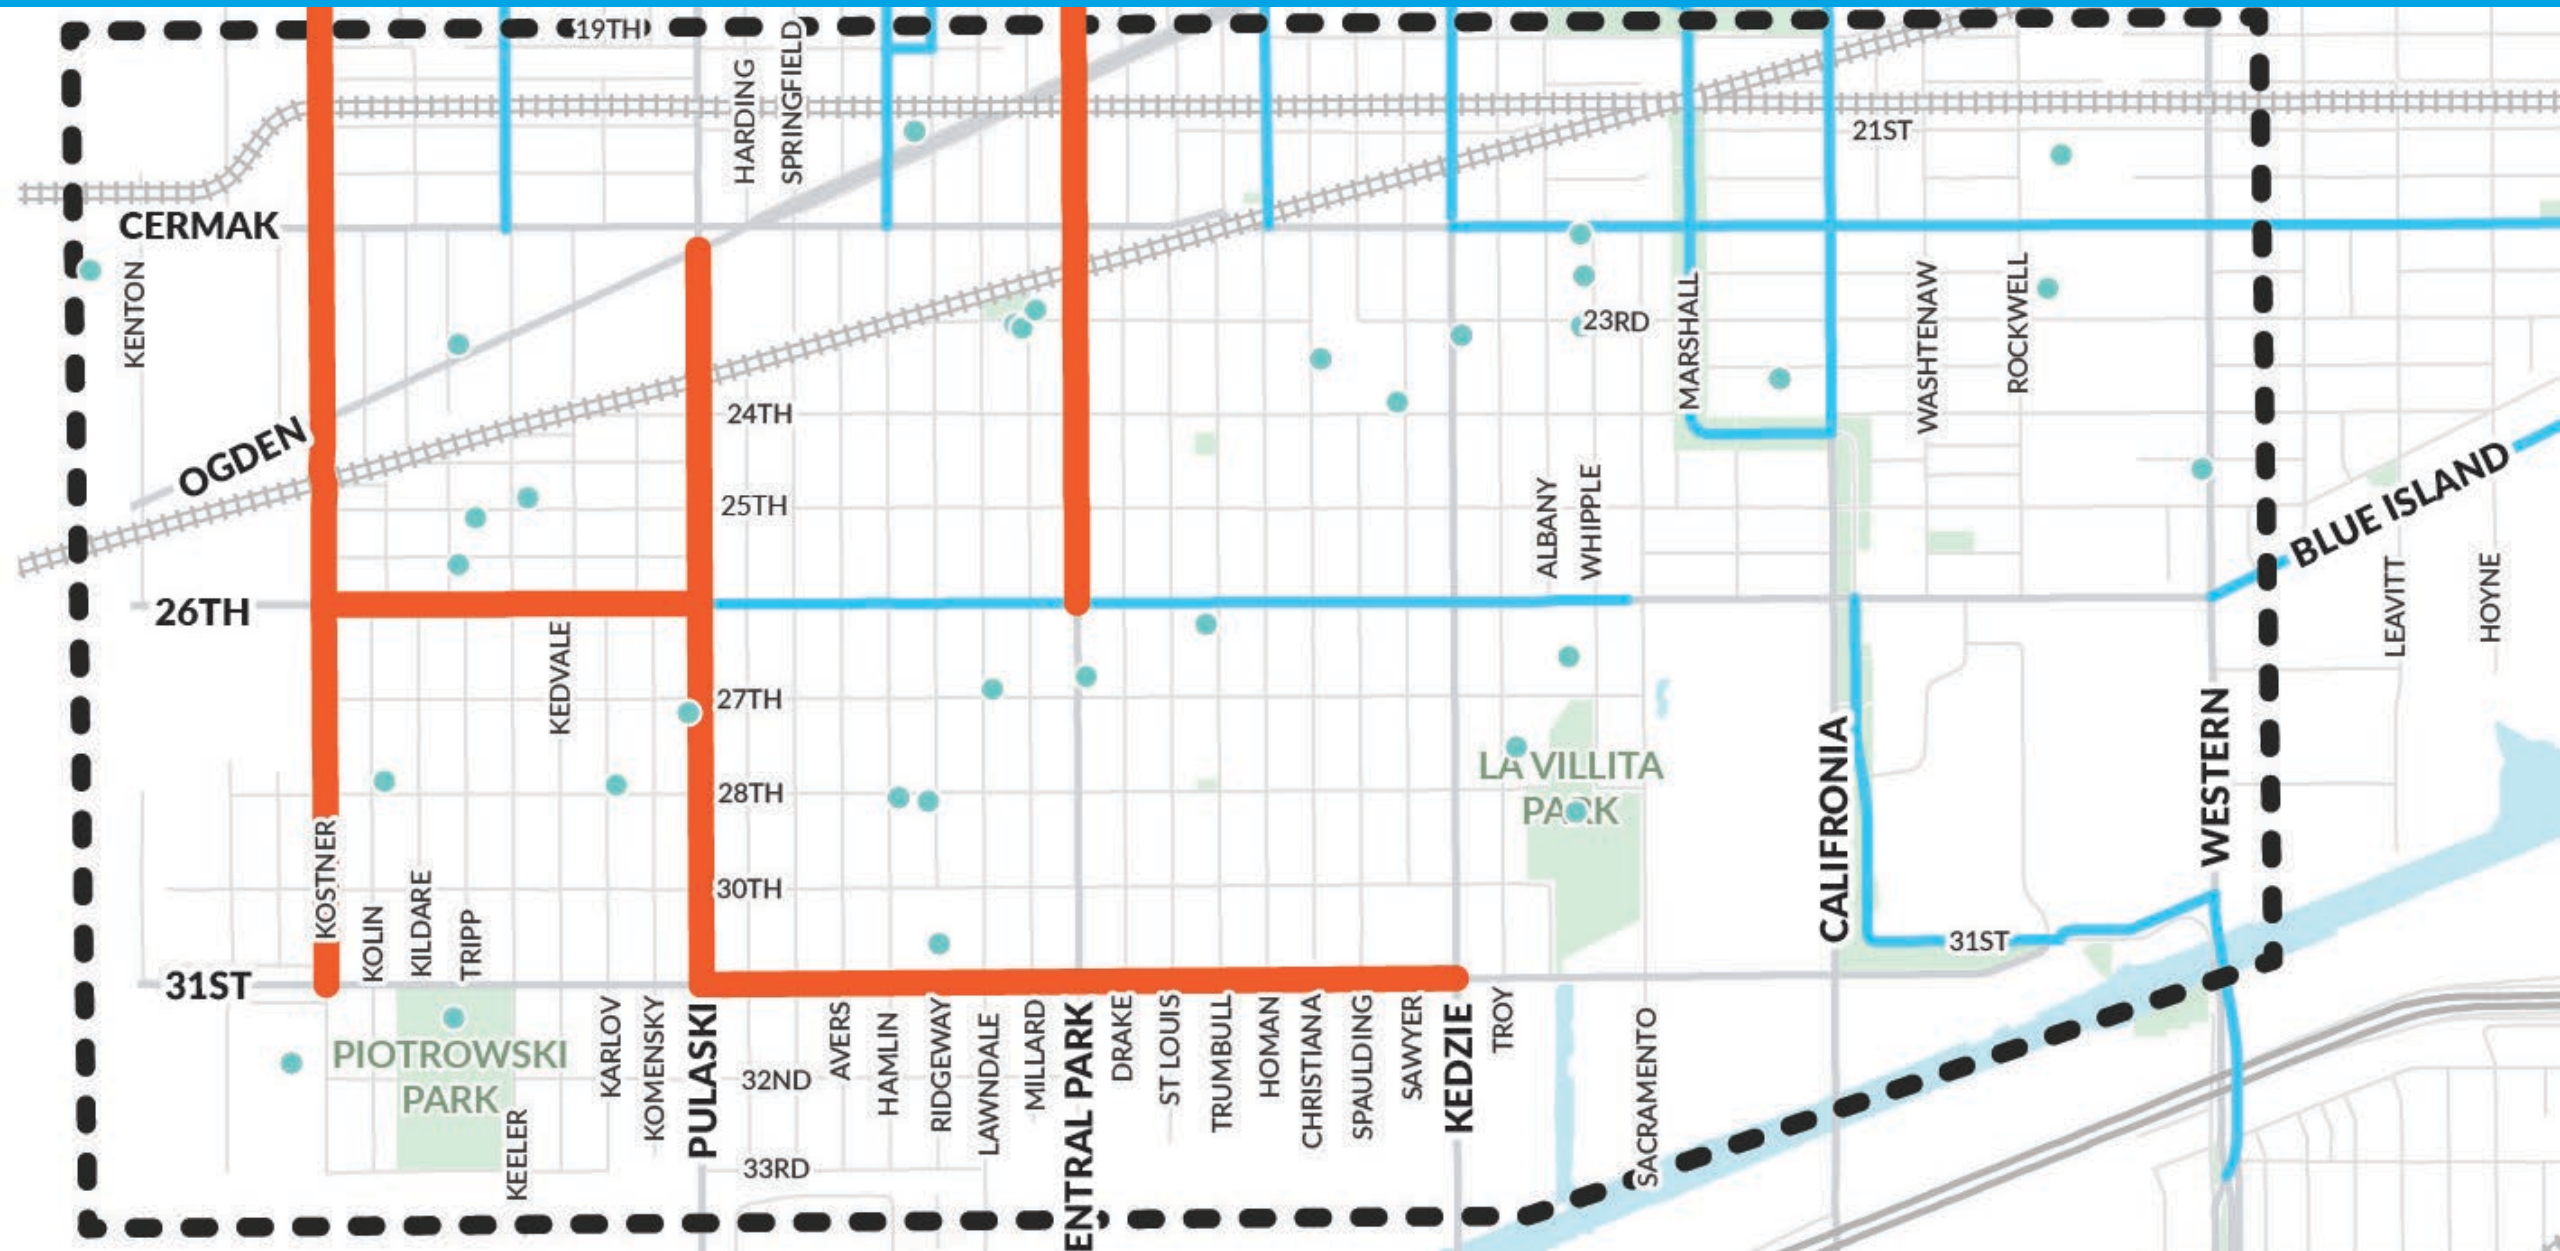 19TH
HARDING
SPRINGFIELD
21ST
CERMAK
KENTON
23RD
MARSHALL
WASHTENAW
ROCKWELL
24TH
OGDEN
25TH
ALBANY
WHIPPLE
BLUE ISLAND
26TH
LEAVITT
HOYNE
KEDVALE
27TH
LA VILLITA
PARK
28TH
CALIFRONIA
WESTERN
30TH
KOSTNER
KOLIN
KILDARE
TRIPP
31ST
31ST
PIOTROWSKI
PARK
KEELER
KARLOV
KOMENSKY
PULASKI
32ND
33RD
AVERS
HAMLIN
RIDGEWAY
LAWNDALE
MILLARD
ENTRAL PARK
DRAKE
ST LOUIS
TRUMBULL
HOMAN
CHRISTIANA
SPAULDING
SAWYER
KEDZIE
TROY
SACRAMENTO